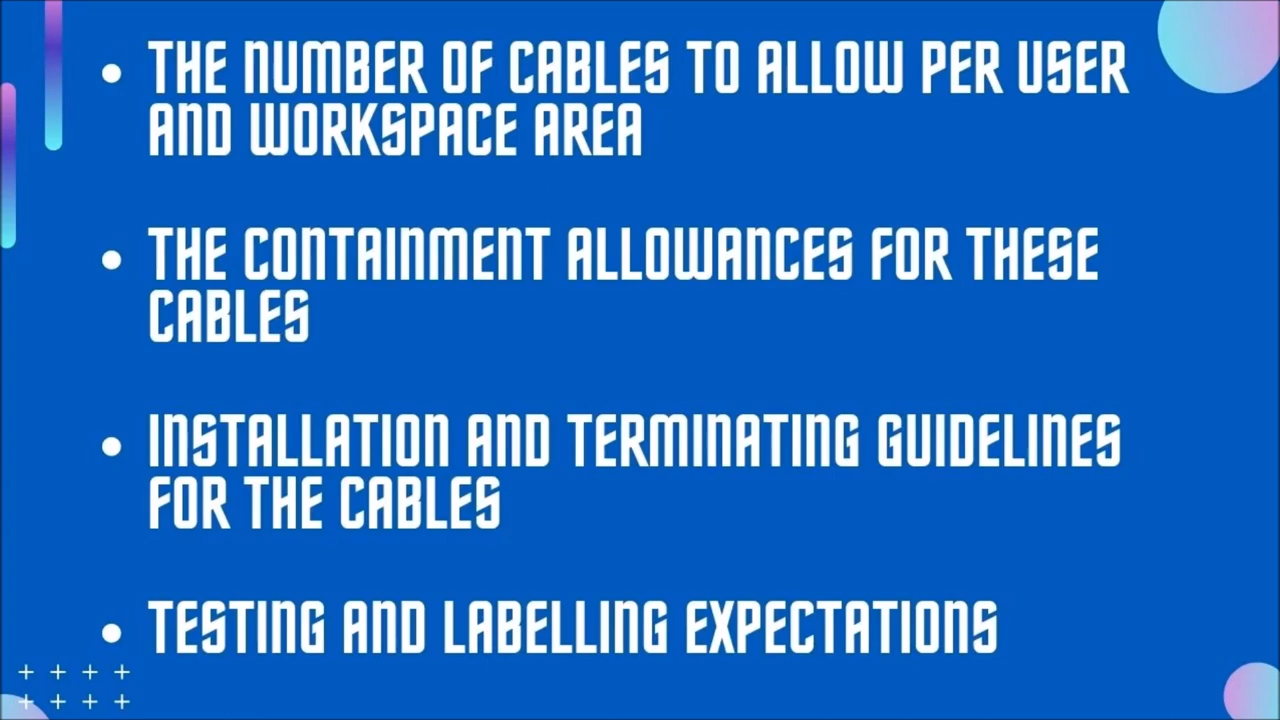 • THE NUMBER OF CABLES TO ALLOW PER USER
AND WORKSPACE AREA
• THE CONTAINMENT ALLOWANCES FOR THESE
CABLES
• INSTALLATION AND TERMINATING GUIDELINES
FOR THE CABLES
• TESTING AND LABELLING EXPECTATIONS